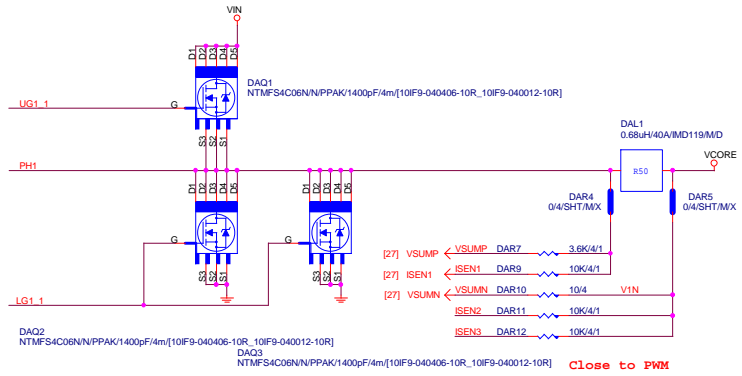 VIN
D1 D2 D3 D4 D5
DAQ1
NTMFS4C06N/N/PPAK/1400pF/4m/[10IF9-040406-10R_10IF9-040012-10R]
UG1_1
G
S3 S2 S1
DAL1
0.68uH/40A/IMD119/M/D
VCORE
PH1
R50
D1 D2 D3 D4 D5
D1 D2 D3 D4 D5
DAR4
0/4/SHT/M/X
DAR5
0/4/SHT/M/X
G
G
[27] VSUMP VSUMP DAR7 3.6K/4/1
S3 S2 S1
S3 S2 S1
[27] ISEN1 ISEN1 DAR9 10K/4/1
[27] VSUMN VSUMN DAR10 10/4 V1N
LG1_1
ISEN2 DAR11 10K/4/1
ISEN3 DAR12 10K/4/1
DAQ2
NTMFS4C06N/N/PPAK/1400pF/4m/[10IF9-040406-10R_10IF9-040012-10R]
DAQ3
NTMFS4C06N/N/PPAK/1400pF/4m/[10IF9-040406-10R_10IF9-040012-10R]
Close to PWM